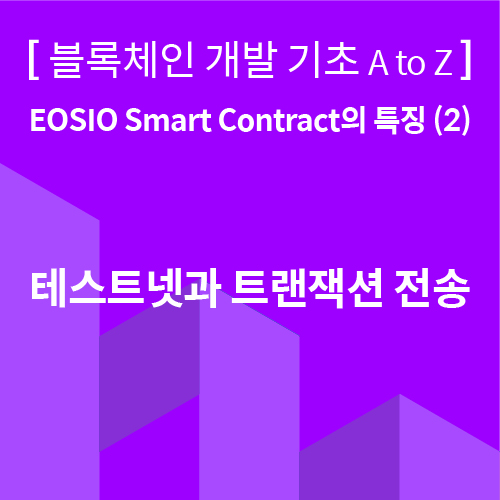 [ 블록체인 개발 기초 A to Z ]
EOSIO Smart Contract의 특징 (2)
테스트넷과 트랜잭션 전송